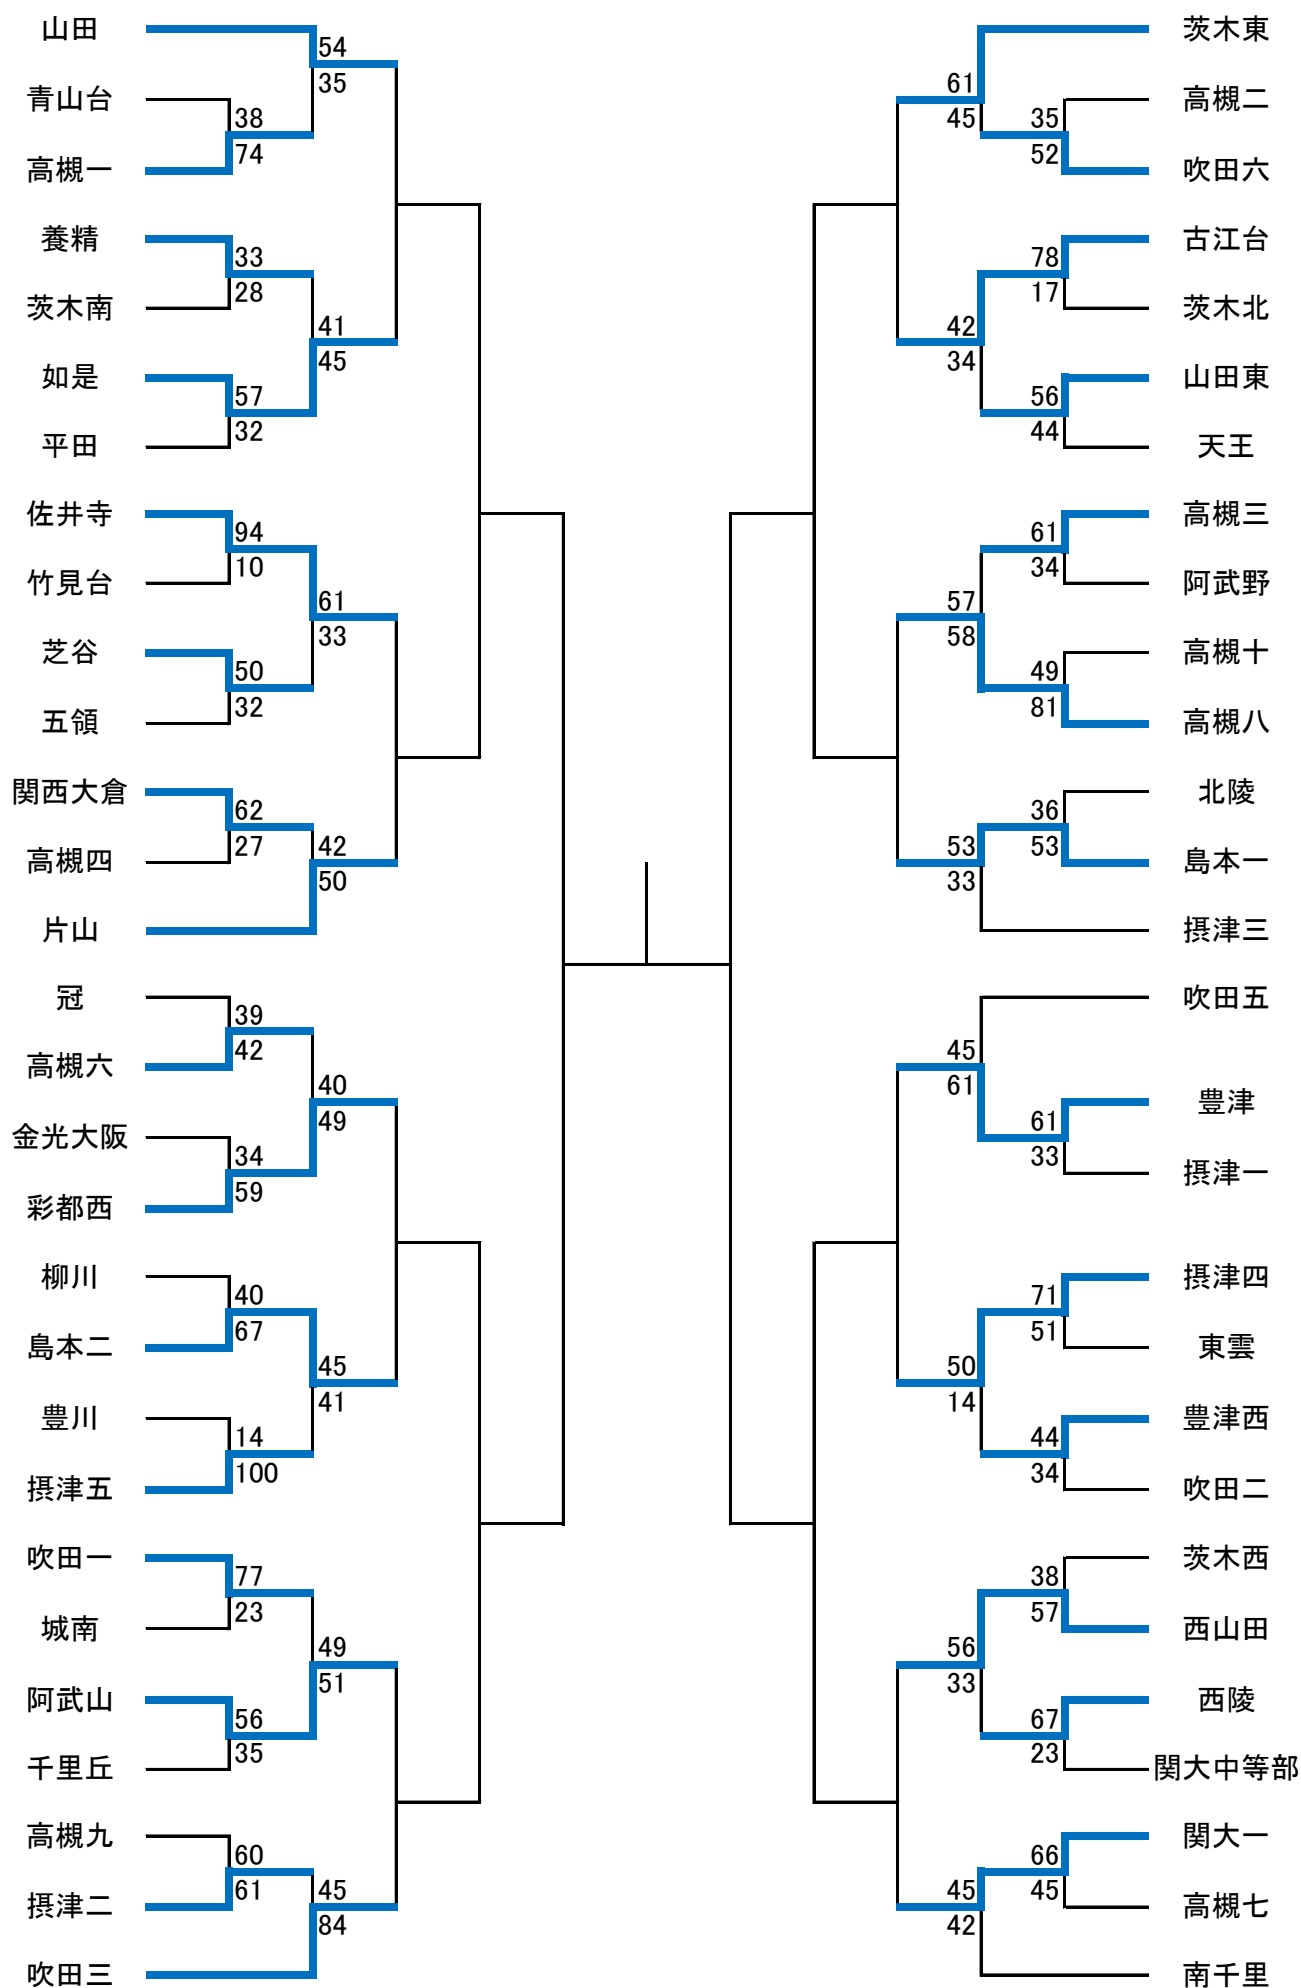 山田
54
35
青山台
38
74
高槻一
養精
33
28
茨木南
41
45
如是
57
32
平田
佐井寺
94
10
竹見台
61
33
芝谷
50
32
五領
関西大倉
62
27
高槻四
42
50
片山
冠
39
42
高槻六
40
49
金光大阪
34
59
彩都西
柳川
40
67
島本二
45
41
豊川
14
100
摂津五
吹田一
77
23
城南
49
51
阿武山
56
35
千里丘
高槻九
60
61
摂津二
45
84
吹田三
茨木東
61
45
高槻二
35
52
吹田六
古江台
78
17
茨木北
42
34
山田東
56
44
天王
高槻三
61
34
阿武野
57
58
高槻十
49
81
高槻八
北陵
36
53
島本一
53
33
摂津三
吹田五
45
61
豊津
61
33
摂津一
摂津四
71
51
東雲
50
14
豊津西
44
34
吹田二
茨木西
38
57
西山田
56
33
西陵
67
23
関大中等部
関大一
66
45
高槻七
45
42
南千里